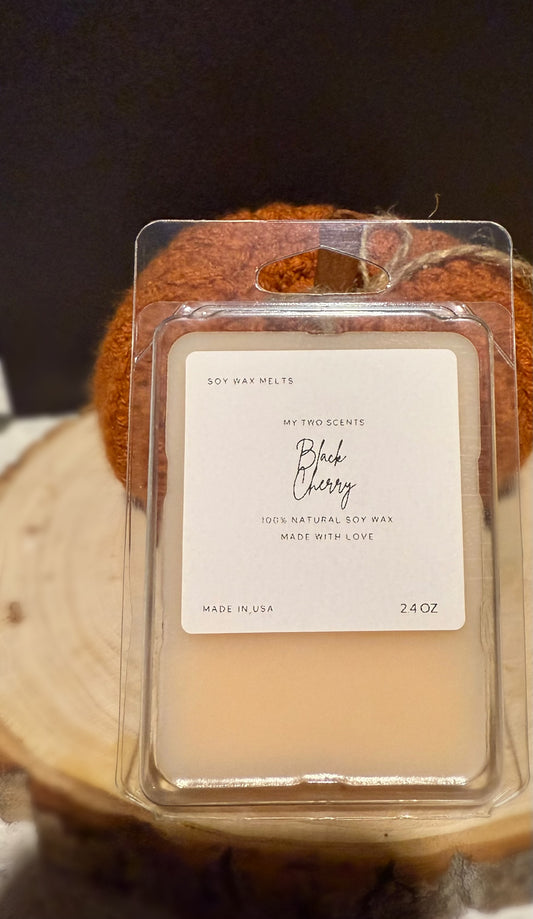 SOY WAX MELTS
MY TWO SCENTS
Black
Cherry
100% NATURAL SOY WAX
MADE WITH LOVE
MADE IN USA
2.4 OZ